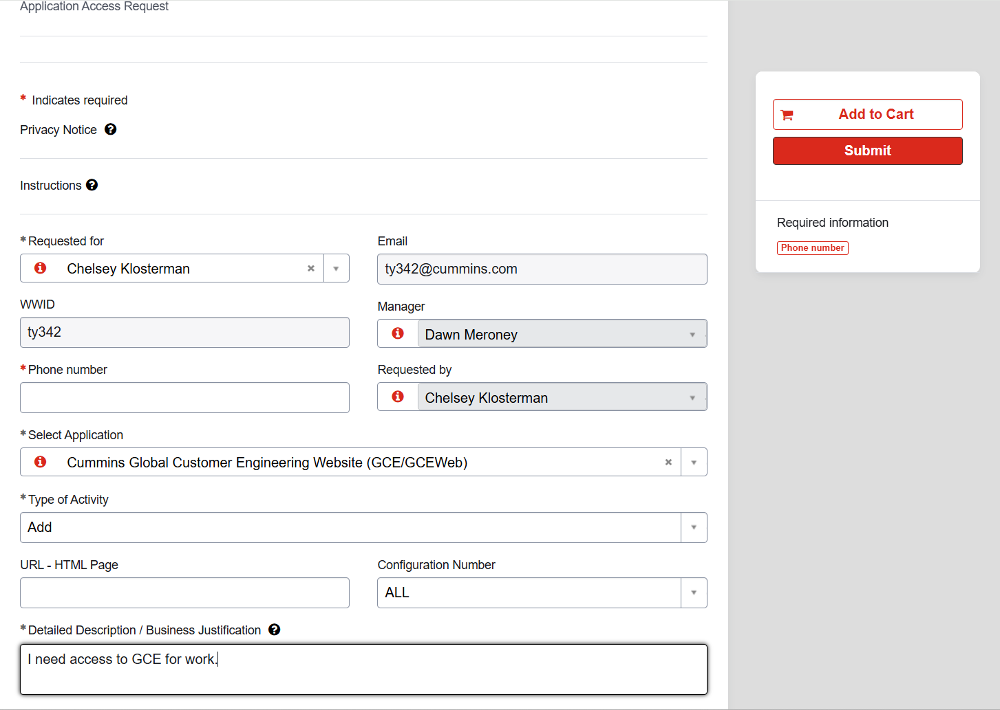 Application Access Request
* Indicates required
Privacy Notice ?
Instructions ?
* Requested for
Chelsey Klosterman
Email
ty342@cummins.com
WWID
ty342
Manager
Dawn Meroney
* Phone number
Requested by
Chelsey Klosterman
* Select Application
Cummins Global Customer Engineering Website (GCE/GCEWeb)
* Type of Activity
Add
URL - HTML Page
Configuration Number
ALL
* Detailed Description / Business Justification ?
I need access to GCE for work.
Add to Cart
Submit
Required information
Phone number